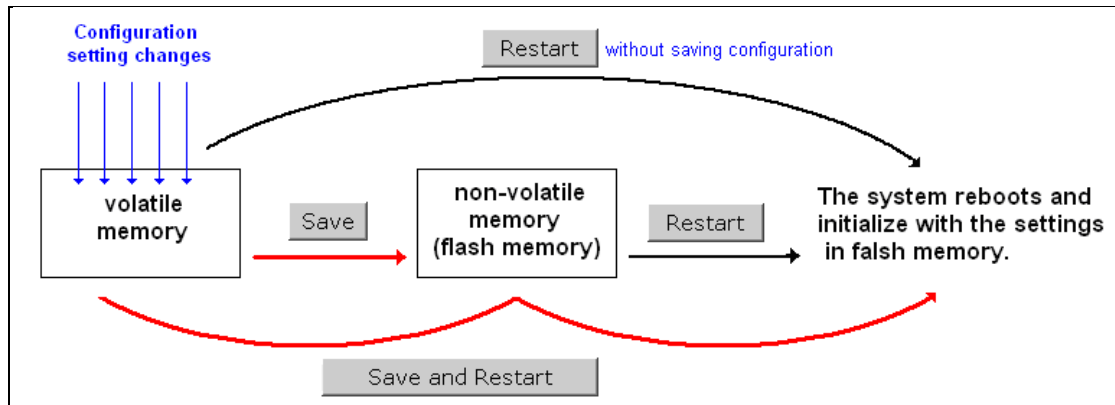 Configuration
setting changes
Restart
without saving configuration
volatile
memory
Save
non-volatile
memory
(flash memory)
Restart
The system reboots and
initialize with the settings
in falsh memory.
Save and Restart